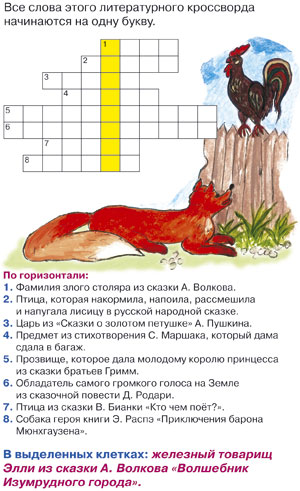 Все слова этого литературного кроссворда
начинаются на одну букву.
1
2
3
4
5
6
7
8
По горизонтали:
1. Фамилия злого столяра из сказки А. Волкова.
2. Птица, которая накормила, напоила, рассмешила
и напугала лисицу в русской народной сказке.
3. Царь из «Сказки о золотом петушке» А. Пушкина.
4. Предмет из стихотворения С. Маршака, который дама
сдала в багаж.
5. Прозвище, которое дала молодому королю принцесса
из сказки братьев Гримм.
6. Обладатель самого громкого голоса на Земле
из сказочной повести Д. Родари.
7. Птица из сказки В. Бианки «Кто чем поёт?».
8. Собака героя книги Э. Распэ «Приключения барона
Мюнхгаузена».
В выделенных клетках: железный товарищ
Элли из сказки А. Волкова «Волшебник
Изумрудного города».